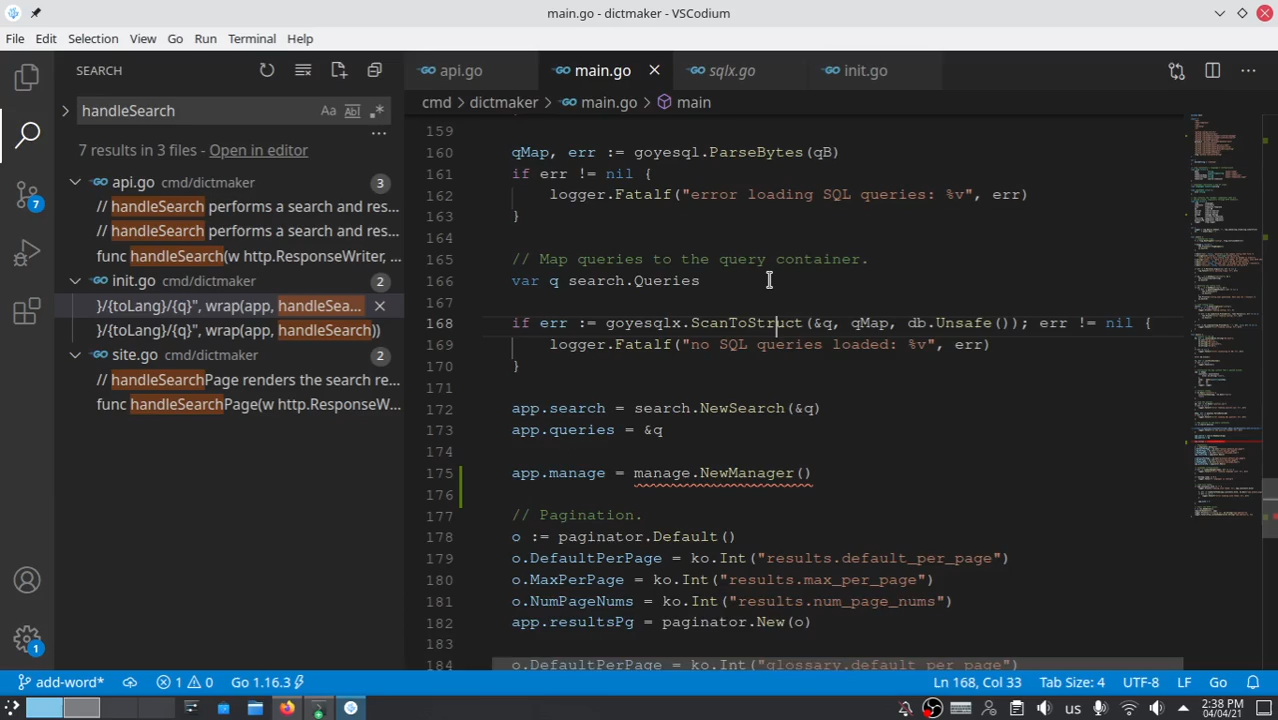 main.go - dictmaker - VSCodium
File Edit Selection View Go Run Terminal Help
SEARCH
handleSearch
Aa Abl .*
7 results in 3 files - Open in editor
api.go cmd/dictmaker 3
// handleSearch performs a search and res...
// handleSearch performs a search and res...
func handleSearch(w http.ResponseWriter, ...
init.go cmd/dictmaker 2
}/{toLang}/{q}", wrap(app, handleSea...
}/{toLang}/{q}", wrap(app, handleSearch))
site.go cmd/dictmaker 2
// handleSearchPage renders the search re...
func handleSearchPage(w http.ResponseW...
api.go main.go sqlx.go init.go
cmd > dictmaker > main.go > main
159
160 qMap, err := goyesql.ParseBytes(qB)
161 if err != nil {
162 logger.Fatalf("error loading SQL queries: %v", err)
163 }
164
165 // Map queries to the query container.
166 var q search.Queries
167
168 if err := goyesqlx.ScanToStruct(&q, qMap, db.Unsafe()); err != nil {
169 logger.Fatalf("no SQL queries loaded: %v", err)
170 }
171
172 app.search = search.NewSearch(&q)
173 app.queries = &q
174
175 app.manage = manage.NewManager()
176
177 // Pagination.
178 o := paginator.Default()
179 o.DefaultPerPage = ko.Int("results.default_per_page")
180 o.MaxPerPage = ko.Int("results.max_per_page")
181 o.NumPageNums = ko.Int("results.num_page_nums")
182 app.resultsPg = paginator.New(o)
183
184 o.DefaultPerPage = ko.Int("glossary.default_per_page")
7
1
add-word* 1 0 Go 1.16.3 Ln 168, Col 33 Tab Size: 4 UTF-8 LF Go
us 2:38 PM
04/04/21